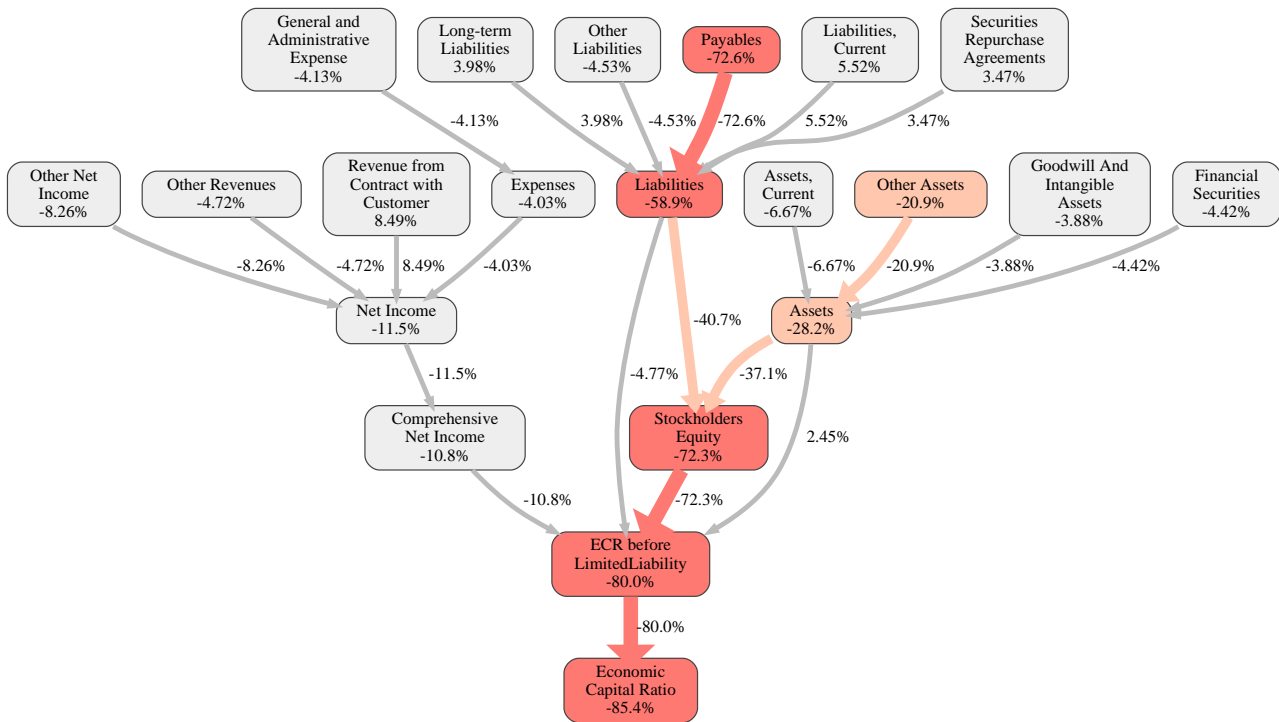 General and
Administrative
Expense
-4.13%
Long-term
Liabilities
3.98%
Other
Liabilities
-4.53%
Payables
-72.6%
Liabilities,
Current
5.52%
Securities
Repurchase
Agreements
3.47%
-4.13%
3.98%
-4.53%
-72.6%
5.52%
3.47%
Other Net
Income
-8.26%
Other Revenues
-4.72%
Revenue from
Contract with
Customer
8.49%
Expenses
-4.03%
Liabilities
-58.9%
Assets,
Current
-6.67%
Other Assets
-20.9%
Goodwill And
Intangible
Assets
-3.88%
Financial
Securities
-4.42%
-8.26%
-4.72%
8.49%
-4.03%
-6.67%
-20.9%
-3.88%
-4.42%
Net Income
-11.5%
-40.7%
Assets
-28.2%
-11.5%
-4.77%
-37.1%
Comprehensive
Net Income
-10.8%
Stockholders
Equity
-72.3%
2.45%
-10.8%
-72.3%
ECR before
LimitedLiability
-80.0%
-80.0%
Economic
Capital Ratio
-85.4%